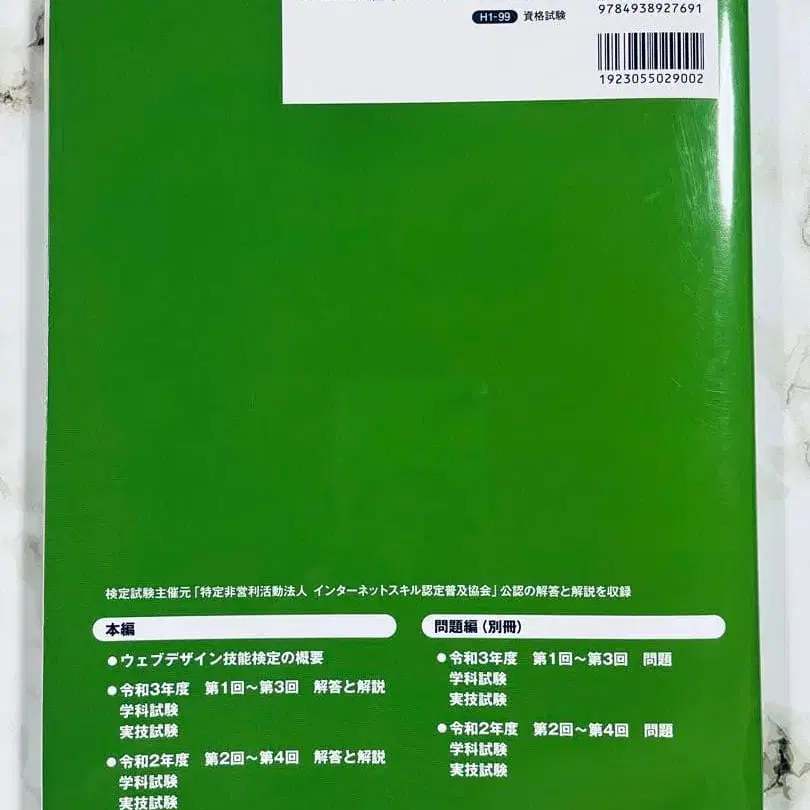 9784938927691
H1-99 資格試験
1923055029002
検定試験主催元「特定非営利活動法人 インターネットスキル認定普及協会」公認の解答と解説を収録
本編
●ウェブデザイン技能検定の概要
●令和3年度 第1回～第3回 解答と解説
学科試験
実技試験
●令和2年度 第2回～第4回 解答と解説
学科試験
実技試験
問題編（別冊）
●令和3年度 第1回～第3回 問題
学科試験
実技試験
●令和2年度 第2回～第4回 問題
学科試験
実技試験